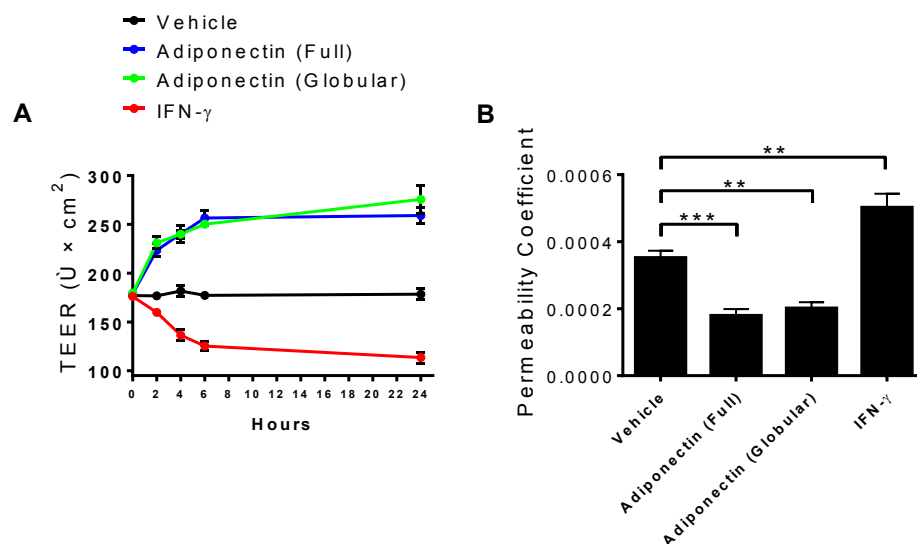 Vehicle
Adiponectin (Full)
Adiponectin (Globular)
IFN-γ
A
TEER (Ù × cm²)
300
250
200
150
100
0 2 4 6 8 10 12 14 16 18 20 22 24
Hours
B
Permeability Coefficient
0.0006
0.0004
0.0002
0.0000
**
**
***
Vehicle
Adiponectin (Full)
Adiponectin (Globular)
IFN-γ